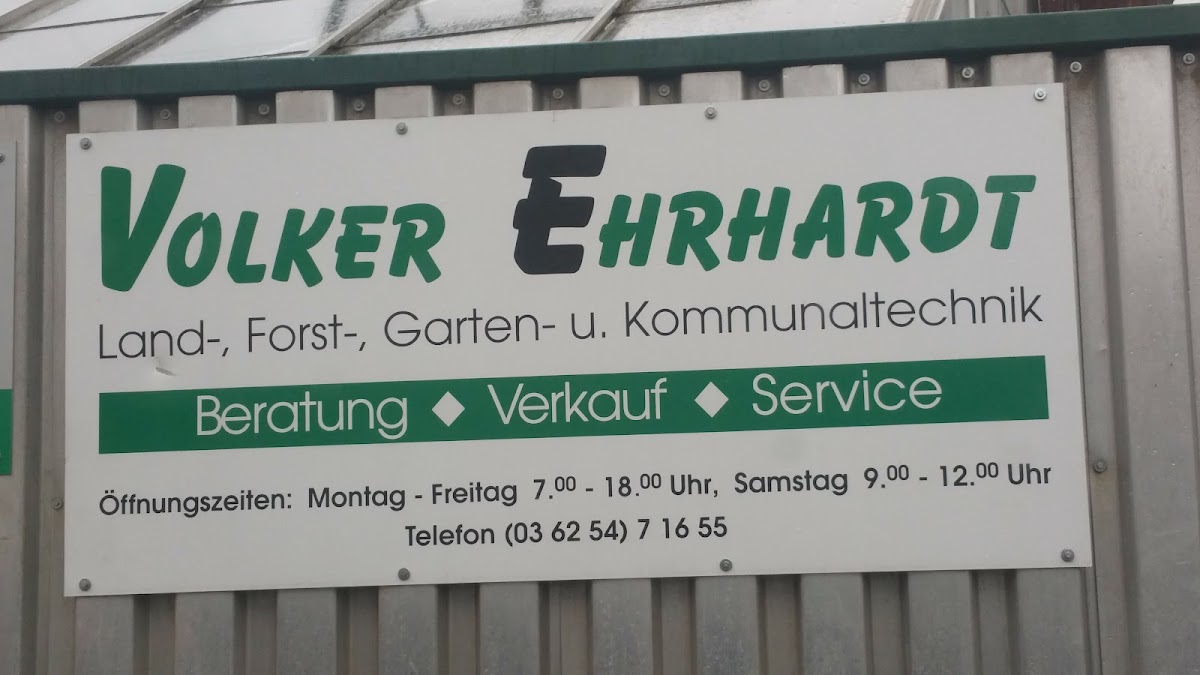 VOLKER EHRHARDT
Land-, Forst-, Garten- u. Kommunaltechnik
Beratung ◆ Verkauf ◆ Service
Öffnungszeiten: Montag - Freitag 7.00 - 18.00 Uhr, Samstag 9.00 - 12.00 Uhr
Telefon (03 62 54) 7 16 55